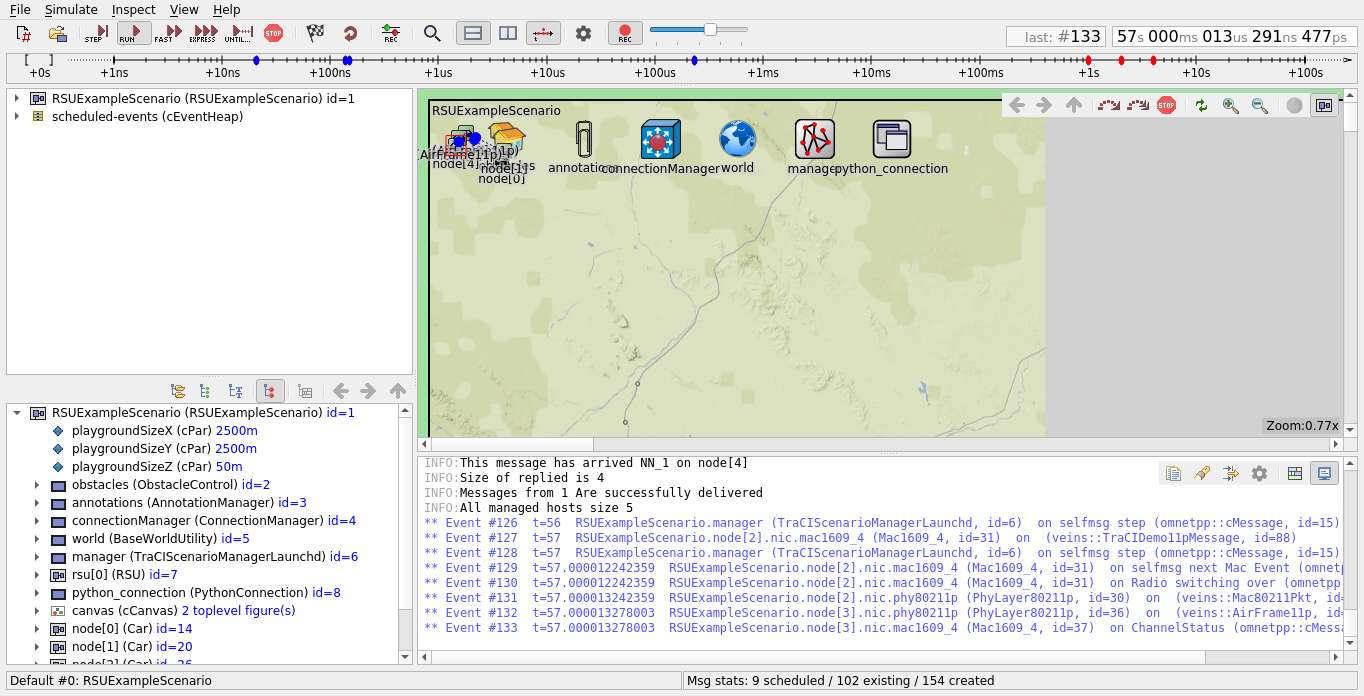 File Simulate Inspect View Help
STEP RUN FAST EXPRESS UNTIL... STOP REC REC
last: #133 57s 000ms 013us 291ns 477ps
+0s +1ns +10ns +100ns +1us +10us +100us +1ms +10ms +100ms +1s +10s +100s
RSUExampleScenario (RSUExampleScenario) id=1
scheduled-events (cEventHeap)
RSUExampleScenario
STOP
node[1]
node[0]
connectionManager world python_connection
Zoom:0.77x
RSUExampleScenario (RSUExampleScenario) id=1
playgroundSizeX (cPar) 2500m
playgroundSizeY (cPar) 2500m
playgroundSizeZ (cPar) 50m
obstacles (ObstacleControl) id=2
annotations (AnnotationManager) id=3
connectionManager (ConnectionManager) id=4
world (BaseWorldUtility) id=5
manager (TraCIScenarioManagerLaunchd) id=6
rsu[0] (RSU) id=7
python_connection (PythonConnection) id=8
canvas (cCanvas) 2 toplevel figure(s)
node[0] (Car) id=14
node[1] (Car) id=20
node[2] (Car) id=26
INFO:This message has arrived NN_1 on node[4]
INFO:Size of replied is 4
INFO:Messages from 1 Are successfully delivered
INFO:All managed hosts size 5
** Event #126 t=56 RSUExampleScenario.manager (TraCIScenarioManagerLaunchd, id=6) on selfmsg step (omnetpp::cMessage, id=15)
** Event #127 t=57 RSUExampleScenario.node[2].nic.mac1609_4 (Mac1609_4, id=31) on (veins::TraCIDemo11pMessage, id=88)
** Event #128 t=57 RSUExampleScenario.manager (TraCIScenarioManagerLaunchd, id=6) on selfmsg step (omnetpp::cMessage, id=15)
** Event #129 t=57.000012242359 RSUExampleScenario.node[2].nic.mac1609_4 (Mac1609_4, id=31) on selfmsg next Mac Event (omnetp
** Event #130 t=57.000012242359 RSUExampleScenario.node[2].nic.mac1609_4 (Mac1609_4, id=31) on Radio switching over (omnetpp
** Event #131 t=57.000013242359 RSUExampleScenario.node[2].nic.phy80211p (PhyLayer80211p, id=30) on (veins::Mac80211Pkt, id=
** Event #132 t=57.000013278003 RSUExampleScenario.node[3].nic.phy80211p (PhyLayer80211p, id=36) on (veins::AirFrame11p, id=
** Event #133 t=57.000013278003 RSUExampleScenario.node[3].nic.mac1609_4 (Mac1609_4, id=37) on ChannelStatus (omnetpp::cMessa
Default #0: RSUExampleScenario
Msg stats: 9 scheduled / 102 existing / 154 created